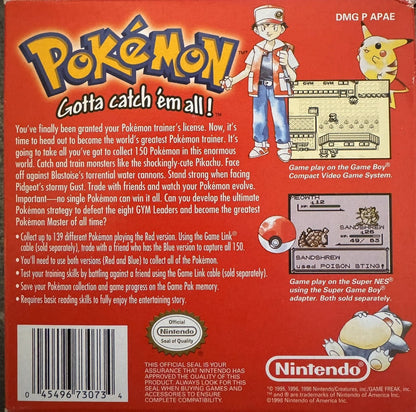 DMG P APAE
POKéMON
Gotta catch 'em all!
You've finally been granted your Pokémon trainer's license. Now, it's
time to head out to become the world's greatest Pokémon trainer. It's
going to take all you've got to collect 150 Pokémon in this enormous
world. Catch and train monsters like the shockingly-cute Pikachu. Face
off against Blastoise's torrential water cannons. Stand strong when facing
Pidgeot's stormy Gust. Trade with friends and watch your Pokémon evolve.
Important—no single Pokémon can win it all. Can you develop the ultimate
Pokémon strategy to defeat the eight GYM Leaders and become the greatest
Pokémon Master of all time?
• Collect up to 139 different Pokémon playing the Red version. Using the Game Link®
cable (sold separately), trade with a friend who has the Blue version to capture all 150.
• You'll need to use both versions (Red and Blue) to collect all of the Pokémon.
• Test your training skills by battling against a friend using the Game Link cable (sold separately).
• Save your Pokémon collection and game progress on the Game Pak memory.
• Requires basic reading skills to fully enjoy the entertaining story.
GYM
Game play on the Game Boy®
Compact Video Game System.
MEOWTH
:L12
SANDSHREW
:L26
49/ 63
SANDSHREW
used POISON STING!
Game play on the Super NES®
using the Super Game Boy®
adapter. Both sold separately.
0 45496 73073 4
Official
Nintendo
Seal of Quality
THIS OFFICIAL SEAL IS YOUR
ASSURANCE THAT NINTENDO HAS
APPROVED THE QUALITY OF THIS
PRODUCT. ALWAYS LOOK FOR THIS
SEAL WHEN BUYING GAMES AND
ACCESSORIES TO ENSURE
COMPLETE COMPATIBILITY.
Nintendo®
© 1995, 1996, 1998 Nintendo/Creatures, inc./GAME FREAK, inc.
™ and ® are trademarks of Nintendo of America Inc.
©1998 Nintendo of America Inc.